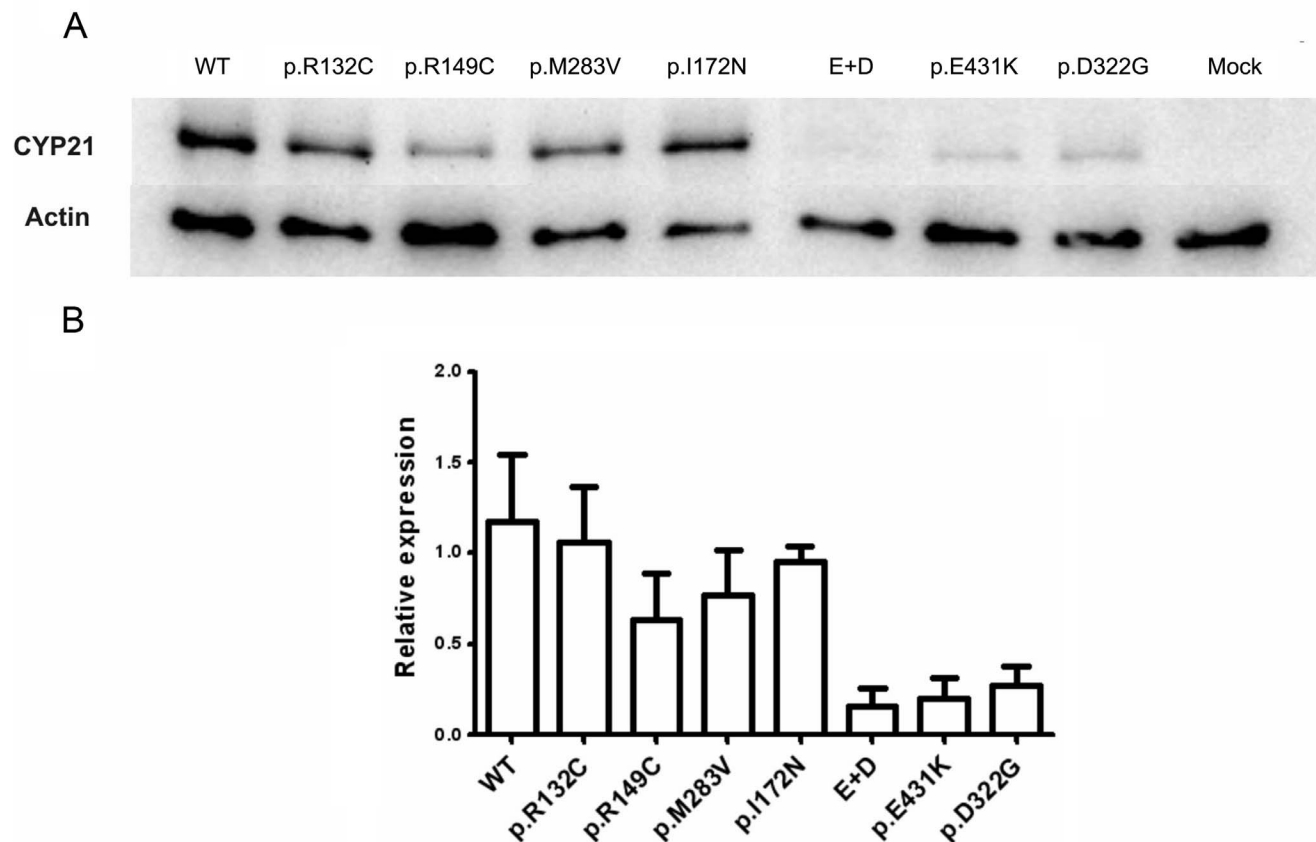 A
WT p.R132C p.R149C p.M283V p.I172N E+D p.E431K p.D322G Mock
CYP21
Actin
B
Relative expression
2.0
1.5
1.0
0.5
0.0
WT p.R132C p.R149C p.M283V p.I172N E+D p.E431K p.D322G